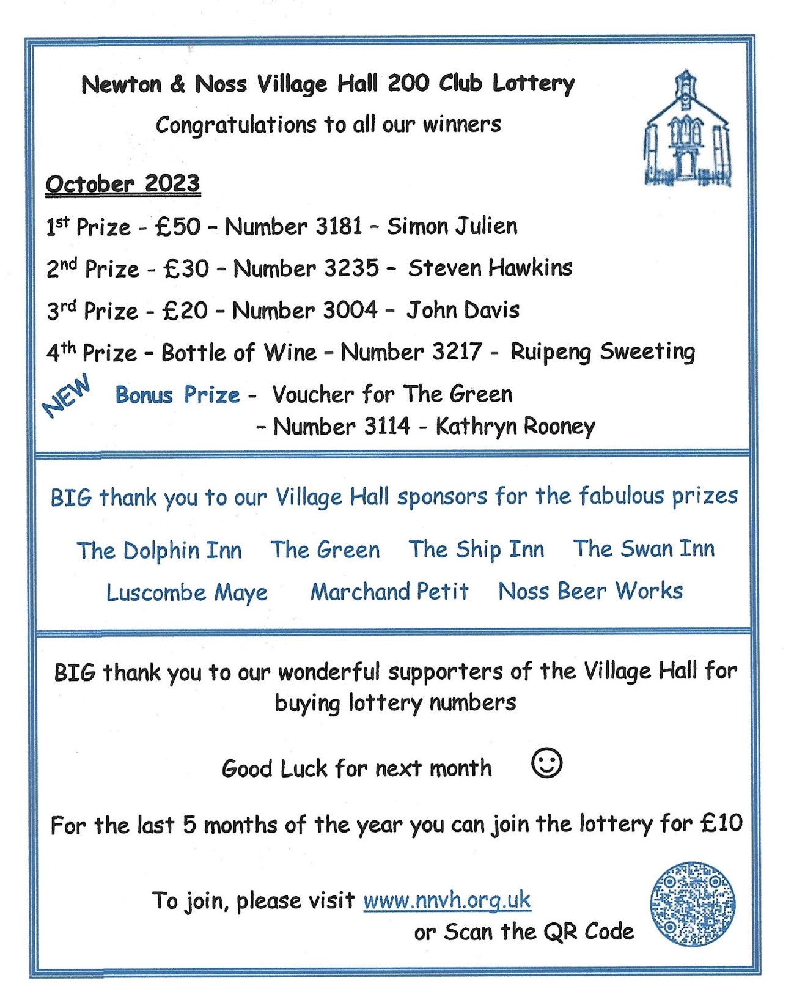 Newton & Noss Village Hall 200 Club Lottery
Congratulations to all our winners
October 2023
1st Prize - £50 – Number 3181 - Simon Julien
2nd Prize - £30 – Number 3235 - Steven Hawkins
3rd Prize - £20 – Number 3004 - John Davis
4th Prize – Bottle of Wine – Number 3217 - Ruipeng Sweeting
NEW Bonus Prize - Voucher for The Green
– Number 3114 - Kathryn Rooney
BIG thank you to our Village Hall sponsors for the fabulous prizes
The Dolphin Inn The Green The Ship Inn The Swan Inn
Luscombe Maye Marchand Petit Noss Beer Works
BIG thank you to our wonderful supporters of the Village Hall for
buying lottery numbers
Good Luck for next month ☺
For the last 5 months of the year you can join the lottery for £10
To join, please visit www.nnvh.org.uk
or Scan the QR Code